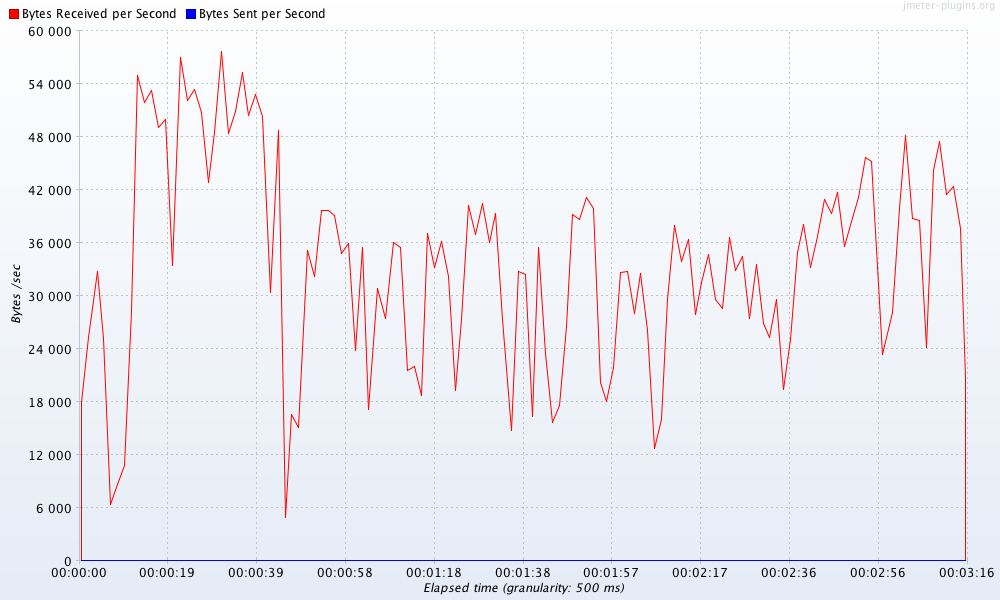 jmeter-plugins.org
Bytes Received per Second Bytes Sent per Second
60 000
54 000
48 000
42 000
36 000
30 000
24 000
18 000
12 000
6 000
0
Bytes /sec
00:00:00 00:00:19 00:00:39 00:00:58 00:01:18 00:01:38 00:01:57 00:02:17 00:02:36 00:02:56 00:03:16
Elapsed time (granularity: 500 ms)